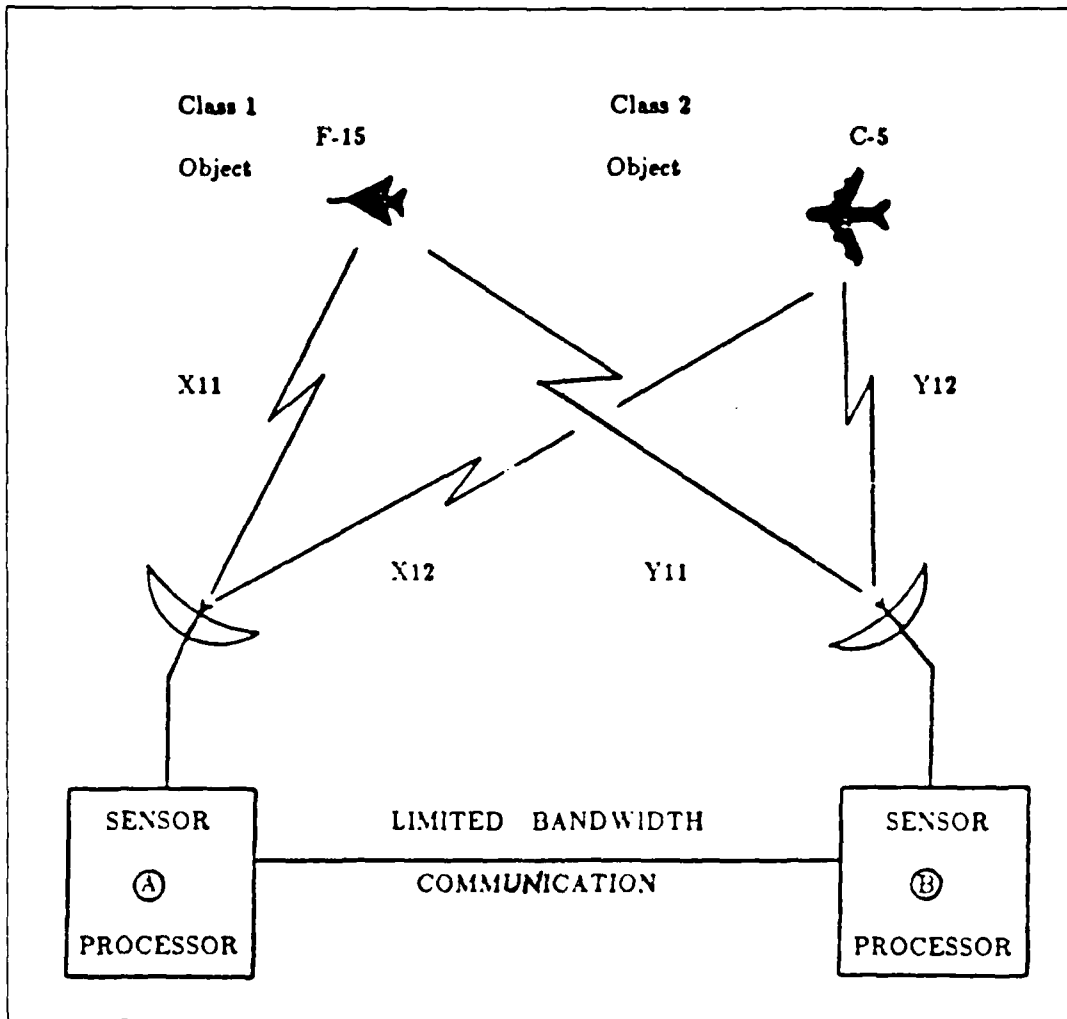 Class 1
Class 2
F-15
C-5
Object
Object
X11
Y12
X12
Y11
SENSOR
LIMITED BANDWIDTH
SENSOR
A
COMMUNICATION
B
PROCESSOR
PROCESSOR